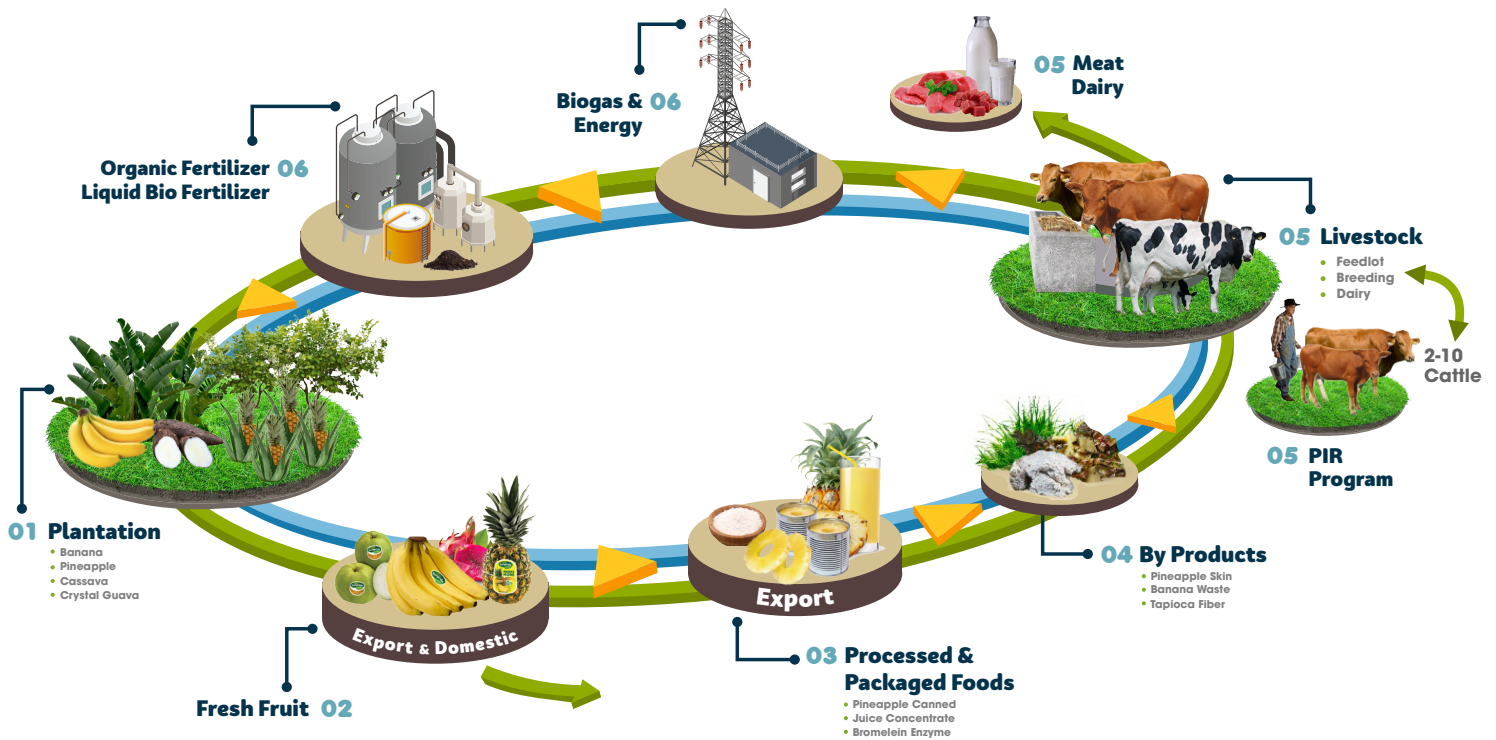 Biogas & 06
Energy
05 Meat
Dairy
Organic Fertilizer 06
Liquid Bio Fertilizer
05 Livestock
Feedlot
Breeding
Dairy
2-10
Cattle
05 PIR
Program
01 Plantation
Banana
Pineapple
Cassava
Crystal Guava
Export & Domestic
Fresh Fruit 02
Export
03 Processed &
Packaged Foods
Pineapple Canned
Juice Concentrate
Bromelein Enzyme
04 By Products
Pineapple Skin
Banana Waste
Tapioca Fiber